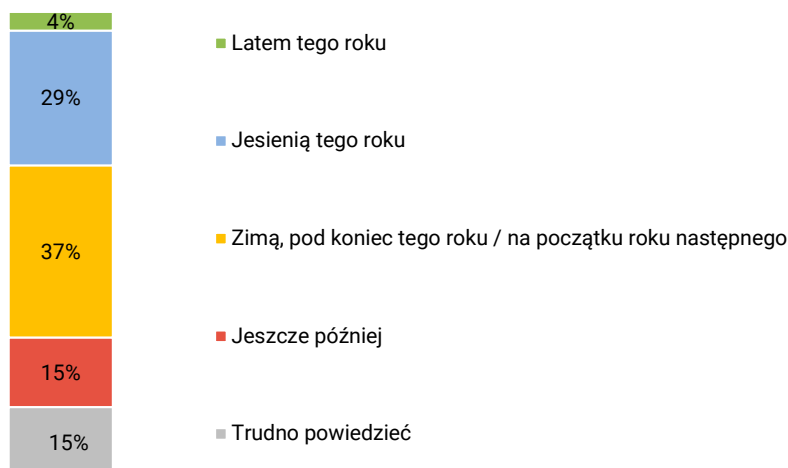 4%
Latem tego roku
29%
Jesienią tego roku
37%
Zimą, pod koniec tego roku / na początku roku następnego
15%
Jeszcze później
15%
Trudno powiedzieć